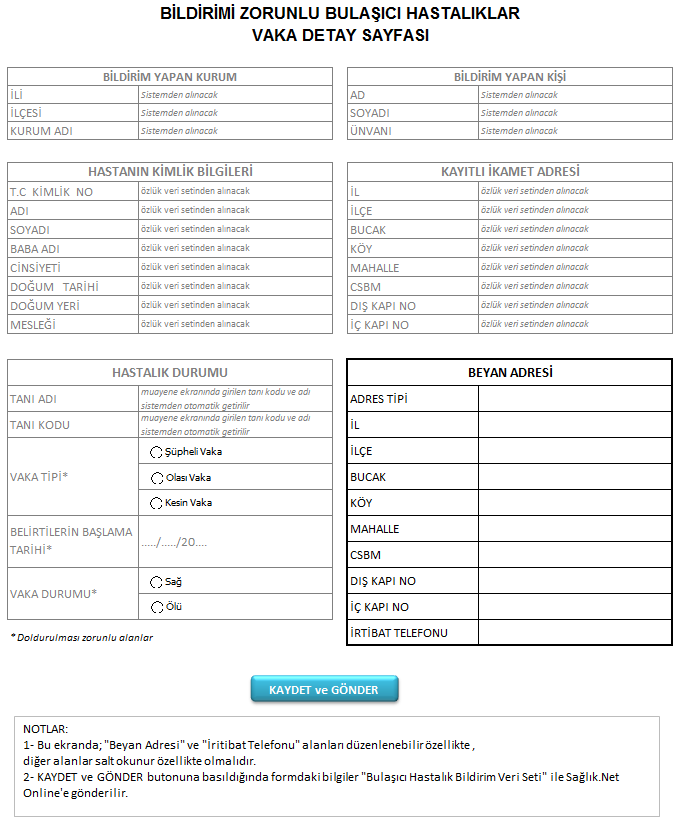 BİLDİRİMİ ZORUNLU BULAŞICI HASTALIKLAR
VAKA DETAY SAYFASI
BİLDİRİM YAPAN KURUM
İLİ Sistemden alınacak
İLÇESİ Sistemden alınacak
KURUM ADI Sistemden alınacak
BİLDİRİM YAPAN KİŞİ
AD Sistemden alınacak
SOYADI Sistemden alınacak
ÜNVANI Sistemden alınacak
HASTANIN KİMLİK BİLGİLERİ
T.C KİMLİK NO özlük veri setinden alınacak
ADI özlük veri setinden alınacak
SOYADI özlük veri setinden alınacak
BABA ADI özlük veri setinden alınacak
CİNSİYETİ özlük veri setinden alınacak
DOĞUM TARİHİ özlük veri setinden alınacak
DOĞUM YERİ özlük veri setinden alınacak
MESLEĞİ özlük veri setinden alınacak
KAYITLI İKAMET ADRESİ
İL özlük veri setinden alınacak
İLÇE özlük veri setinden alınacak
BUCAK özlük veri setinden alınacak
KÖY özlük veri setinden alınacak
MAHALLE özlük veri setinden alınacak
CSBM özlük veri setinden alınacak
DIŞ KAPI NO özlük veri setinden alınacak
İÇ KAPI NO özlük veri setinden alınacak
HASTALIK DURUMU
TANI ADI muayene ekranında girilen tanı kodu ve adı
sistemden otomatik getirilir
TANI KODU muayene ekranında girilen tanı kodu ve adı
sistemden otomatik getirilir
VAKA TİPİ*
Şüpheli Vaka
Olası Vaka
Kesin Vaka
BELİRTİLERİN BAŞLAMA
TARİHİ*
...../...../20....
VAKA DURUMU*
Sağ
Ölü
* Doldurulması zorunlu alanlar
BEYAN ADRESİ
ADRES TİPİ
İL
İLÇE
BUCAK
KÖY
MAHALLE
CSBM
DIŞ KAPI NO
İÇ KAPI NO
İRTİBAT TELEFONU
KAYDET ve GÖNDER
NOTLAR:
1- Bu ekranda; "Beyan Adresi" ve "İritibat Telefonu" alanları düzenlenebilir özellikte ,
diğer alanlar salt okunur özellikte olmalıdır.
2- KAYDET ve GÖNDER butonuna basıldığında formdaki bilgiler "Bulaşıcı Hastalık Bildirim Veri Seti" ile Sağlık.Net
Online'e gönderilir.